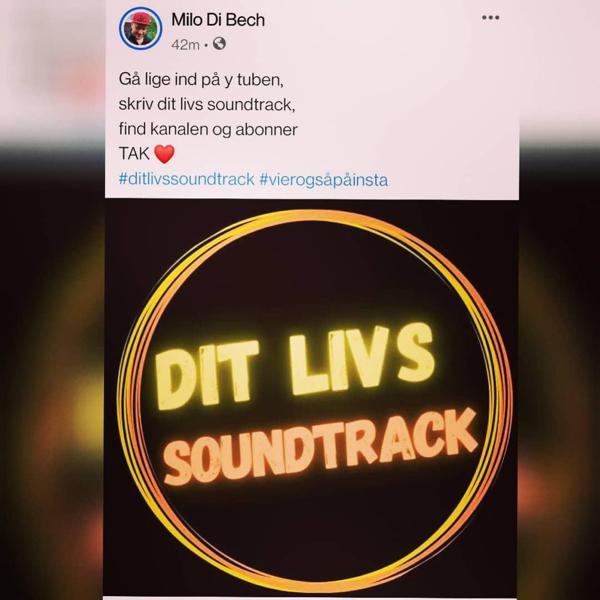 Milo Di Bech
42m
Gå lige ind på y tuben,
skriv dit livs soundtrack,
find kanalen og abonner
TAK ❤️
#ditlivssoundtrack #vierogsåpåinsta
DIT LIVS
SOUNDTRACK